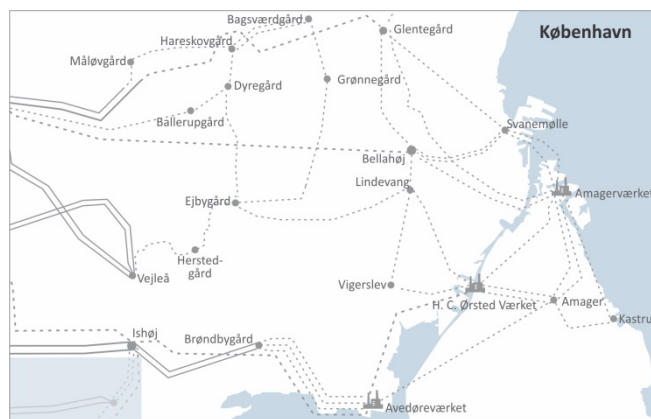 Bagsværdgård
Glentegård
København
Hareskovgård
Måløvgård
Grønnegård
Dyregård
Ballerupgård
Svanemølle
Bellahøj
Lindevang
Amagerværket
Ejbygård
Hersted-
gård
Vejleå
Vigerslev
H. C. Ørsted Værket
Amager
Kastru
Ishøj
Brøndbygård
Avedøreværket